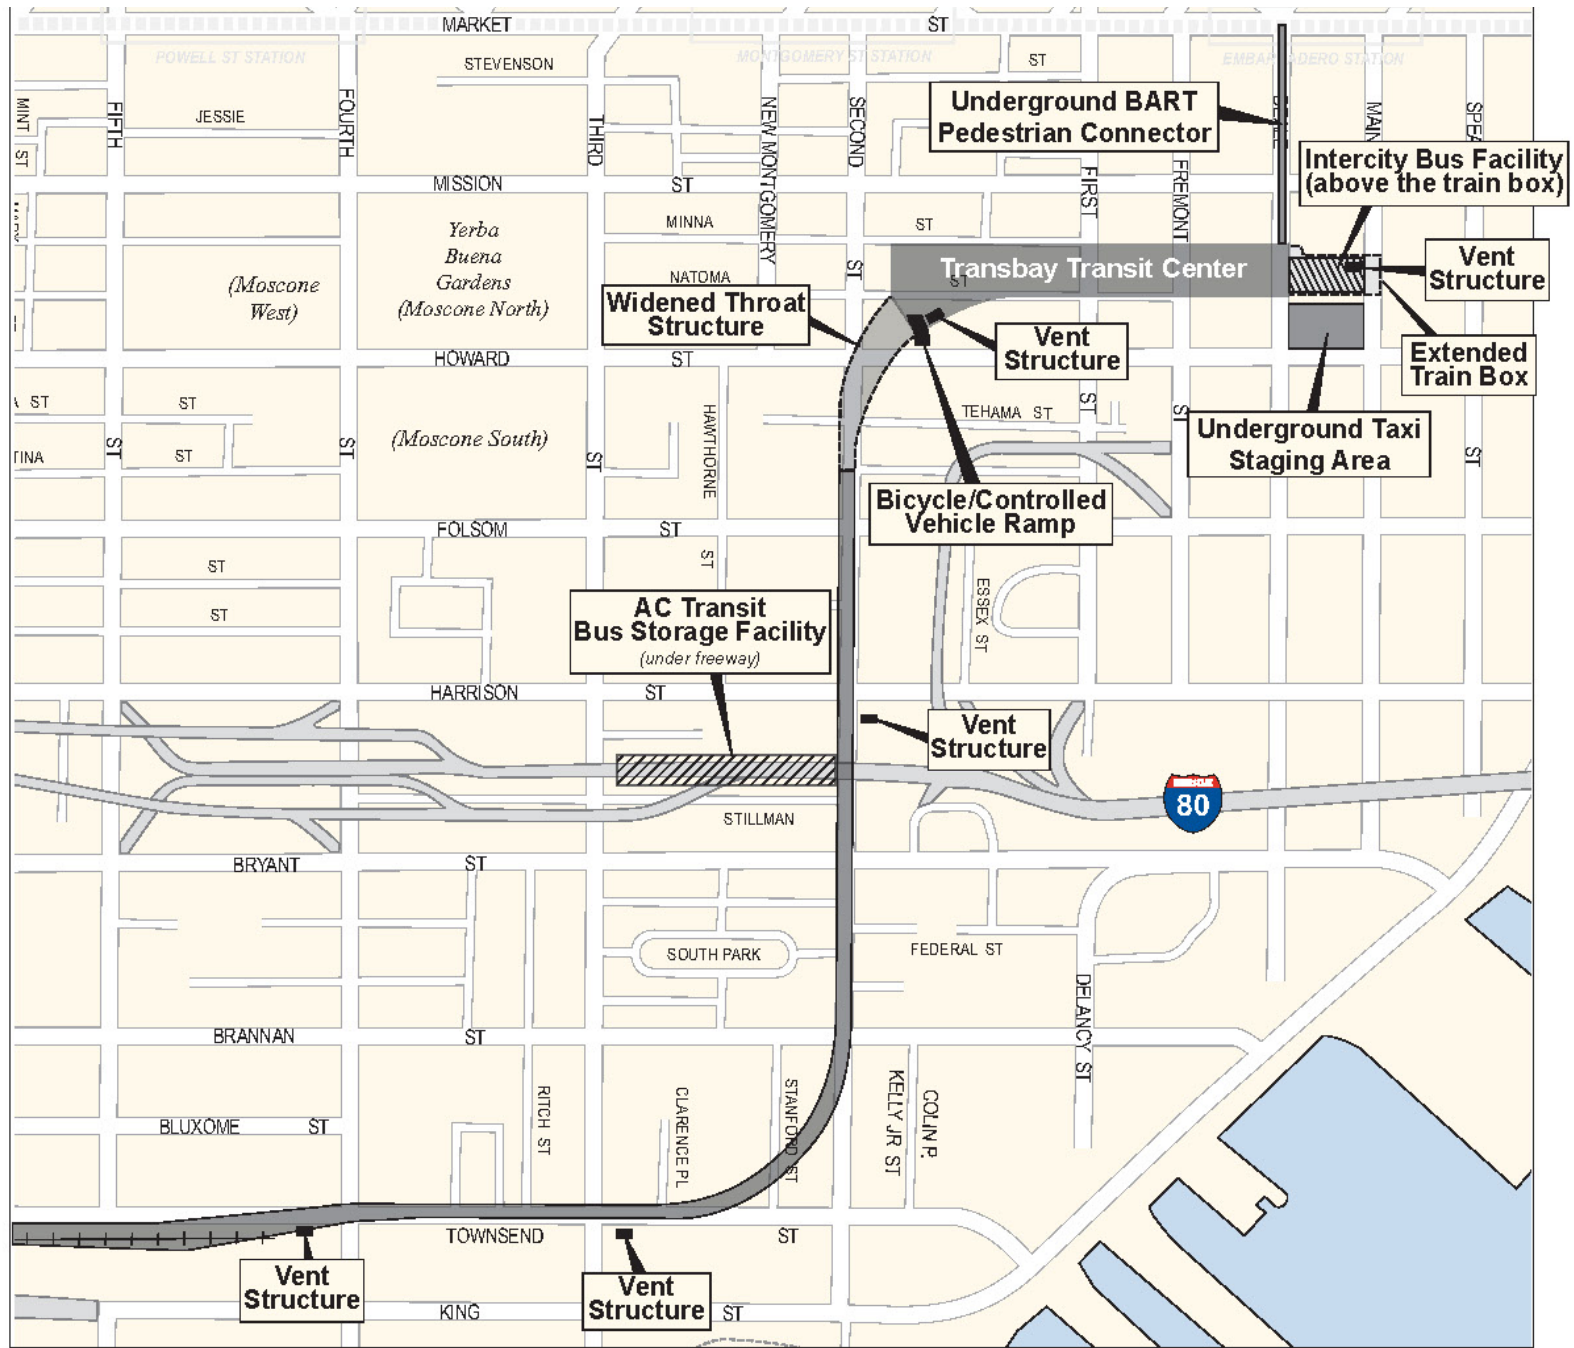 MARKET
ST
POWELL ST STATION
MONTGOMERY ST STATION
ST
STEVENSON
MINT
ST
JESSIE
FIFTH
FOURTH
THIRD
NEW MONTGOMERY
SECOND
Underground BART
Pedestrian Connector
MAIN
Intercity Bus Facility
(above the train box)
MISSION
ST
FIRST
FREMONT
Yerba
Buena
Gardens
(Moscone North)
MINNA
ST
(Moscone
West)
NATOMA
ST
ST
Transbay Transit Center
Vent
Structure
Widened Throat
Structure
Vent
Structure
Extended
Train Box
HOWARD
ST
ST
ST
ST
ST
TEHAMA ST
ST
ST
Underground Taxi
Staging Area
ST
ST
ST
(Moscone South)
ST
HAWTHORNE
ST
Bicycle/Controlled
Vehicle Ramp
FOLSOM
ST
ST
ST
ESSEX ST
AC Transit
Bus Storage Facility
(under freeway)
HARRISON
ST
Vent
Structure
80
STILLMAN
BRYANT
ST
SOUTH PARK
FEDERAL ST
DELANCY ST
BRANNAN
ST
RITCH ST
CLARENCE PL
STANFORD ST
COLIN P.
KELLY JR ST
BLUXOME
ST
TOWNSEND
ST
Vent
Structure
Vent
Structure
KING
ST